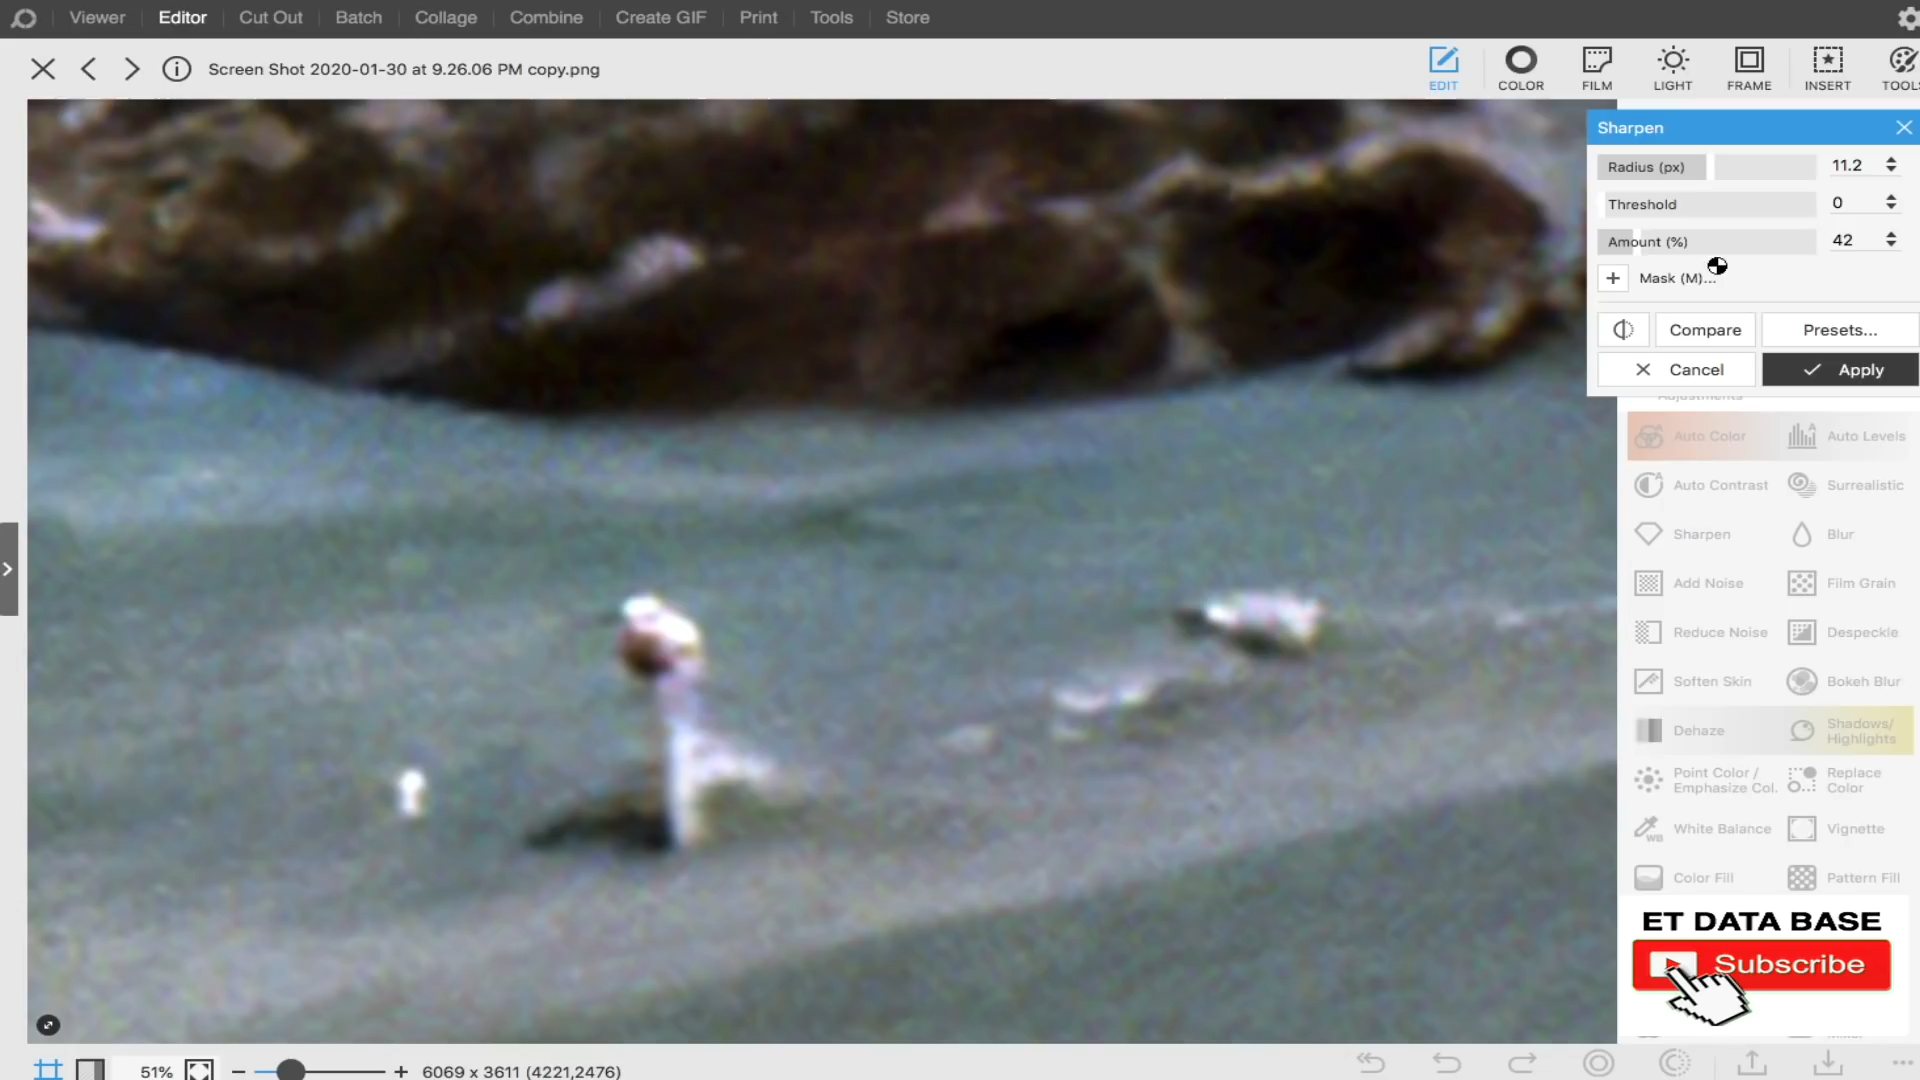 Viewer Editor Cut Out Batch Collage Combine Create GIF Print Tools Store
Screen Shot 2020-01-30 at 9.26.06 PM copy.png
EDIT COLOR FILM LIGHT FRAME INSERT TOOLS
Sharpen
Radius (px) 11.2
Threshold 0
Amount (%) 42
+ Mask (M)...
Compare Presets...
Cancel Apply
Adjustments
Auto Color Auto Levels
Auto Contrast Surrealistic
Sharpen Blur
Add Noise Film Grain
Reduce Noise Despeckle
Soften Skin Bokeh Blur
Dehaze Shadows/
Highlights
Point Color / Replace
Emphasize Col. Color
WB White Balance Vignette
Color Fill Pattern Fill
ET DATA BASE
Subscribe
51% − + 6069 x 3611 (4221,2476)